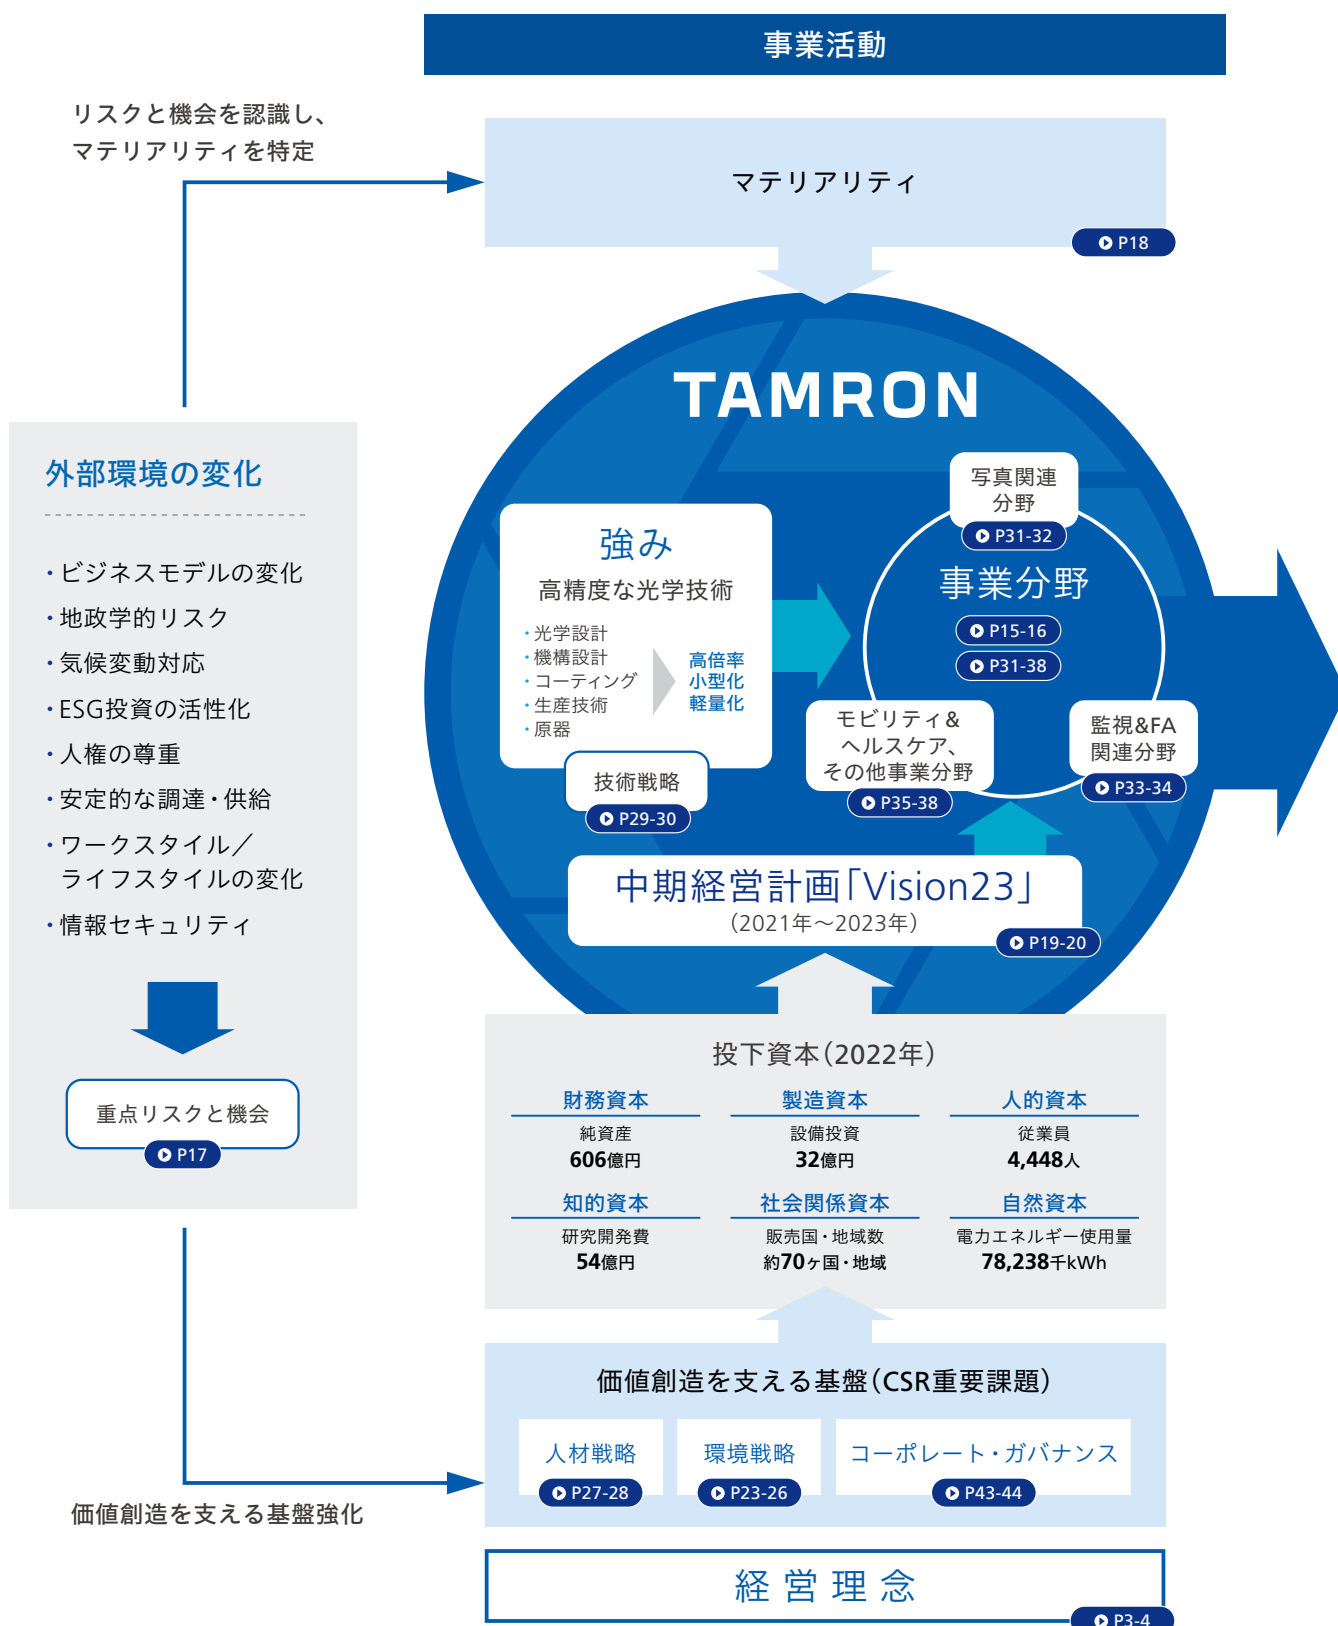 事業活動
リスクと機会を認識し、
マテリアリティを特定
マテリアリティ
P18
TAMRON
外部環境の変化
・ビジネスモデルの変化
・地政学的リスク
・気候変動対応
・ESG投資の活性化
・人権の尊重
・安定的な調達・供給
・ワークスタイル／
ライフスタイルの変化
・情報セキュリティ
重点リスクと機会
P17
強み
高精度な光学技術
・光学設計
・機構設計
・コーティング
・生産技術
・原器
高倍率
小型化
軽量化
技術戦略
P29-30
写真関連
分野
P31-32
事業分野
P15-16
P31-38
モビリティ&
ヘルスケア、
その他事業分野
P35-38
監視&FA
関連分野
P33-34
中期経営計画「Vision23」
（2021年～2023年）
P19-20
投下資本（2022年）
財務資本
純資産
606億円
製造資本
設備投資
32億円
人的資本
従業員
4,448人
知的資本
研究開発費
54億円
社会関係資本
販売国・地域数
約70ヶ国・地域
自然資本
電力エネルギー使用量
78,238千kWh
価値創造を支える基盤（CSR重要課題）
人材戦略
P27-28
環境戦略
P23-26
コーポレート・ガバナンス
P43-44
価値創造を支える基盤強化
経営理念
P3-4